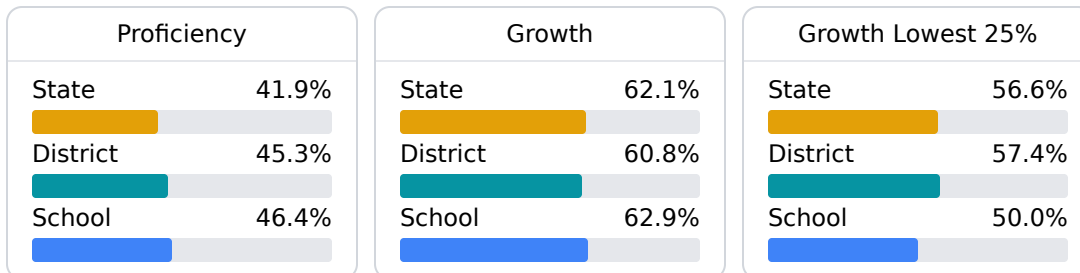 Proficiency
State 41.9%
District 45.3%
School 46.4%
Growth
State 62.1%
District 60.8%
School 62.9%
Growth Lowest 25%
State 56.6%
District 57.4%
School 50.0%